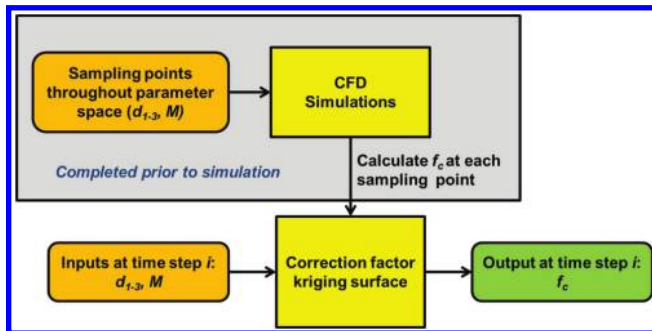 Sampling points
throughout parameter
space (d1-3, M)
CFD
Simulations
Completed prior to simulation
Calculate fc at each
sampling point
Inputs at time step i:
d1-3, M
Correction factor
kriging surface
Output at time step i:
fc